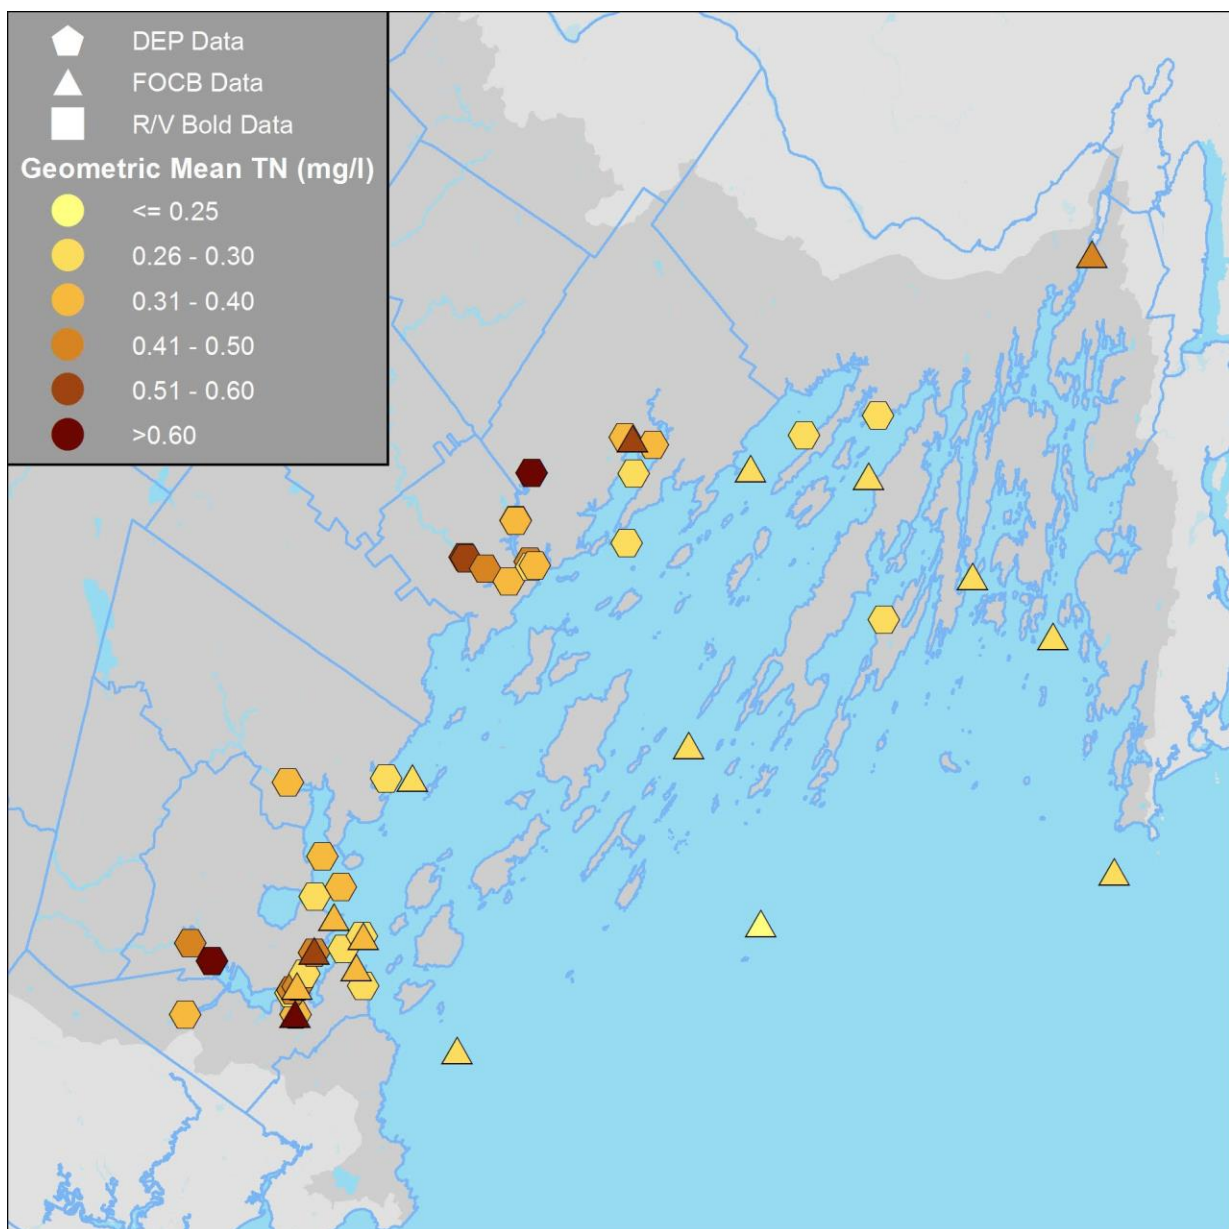 DEP Data
FOCB Data
R/V Bold Data
Geometric Mean TN (mg/l)
<= 0.25
0.26 - 0.30
0.31 - 0.40
0.41 - 0.50
0.51 - 0.60
>0.60